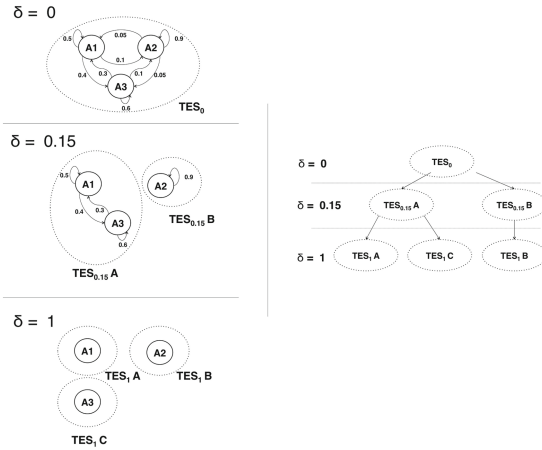 δ = 0
0.5
A1
0.05
A2
0.9
0.1
0.4
0.3
0.1
0.05
A3
0.6
TES0
δ = 0.15
0.5
A1
0.4
0.3
A3
0.6
A2
0.9
TES0.15 B
TES0.15 A
δ = 1
A1
A2
TES1 A
TES1 B
A3
TES1 C
δ = 0
TES0
δ = 0.15
TES0.15 A
TES0.15 B
δ = 1
TES1 A
TES1 C
TES1 B